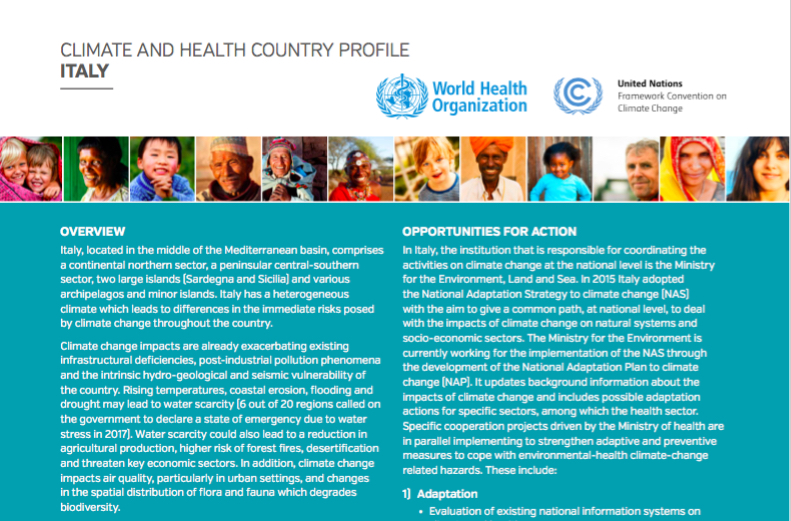 CLIMATE AND HEALTH COUNTRY PROFILE
ITALY
World Health
Organization
United Nations
Framework Convention on
Climate Change
OVERVIEW
Italy, located in the middle of the Mediterranean basin, comprises
a continental northern sector, a peninsular central-southern
sector, two large islands (Sardegna and Sicilia) and various
archipelagos and minor islands. Italy has a heterogeneous
climate which leads to differences in the immediate risks posed
by climate change throughout the country.
Climate change impacts are already exacerbating existing
infrastructural deficiencies, post-industrial pollution phenomena
and the intrinsic hydro-geological and seismic vulnerability of
the country. Rising temperatures, coastal erosion, flooding and
drought may lead to water scarcity (6 out of 20 regions called on
the government to declare a state of emergency due to water
stress in 2017). Water scarcity could also lead to a reduction in
agricultural production, higher risk of forest fires, desertification
and threaten key economic sectors. In addition, climate change
impacts air quality, particularly in urban settings, and changes
in the spatial distribution of flora and fauna which degrades
biodiversity.
OPPORTUNITIES FOR ACTION
In Italy, the institution that is responsible for coordinating the
activities on climate change at the national level is the Ministry
for the Environment, Land and Sea. In 2015 Italy adopted
the National Adaptation Strategy to climate change (NAS)
with the aim to give a common path, at national level, to deal
with the impacts of climate change on natural systems and
socio-economic sectors. The Ministry for the Environment is
currently working for the implementation of the NAS through
the development of the National Adaptation Plan to climate
change (NAP). It updates background information about the
impacts of climate change and includes possible adaptation
actions for specific sectors, among which the health sector.
Specific cooperation projects driven by the Ministry of health are
in parallel implementing to strengthen adaptive and preventive
measures to cope with environmental-health climate-change
related hazards. These include:
1) Adaptation
• Evaluation of existing national information systems on